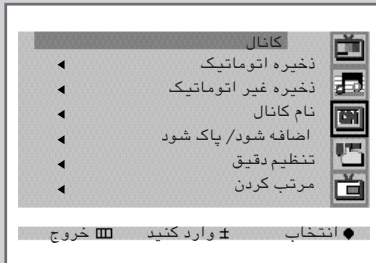 کانال
ذخیره اتوماتیک
ذخیره غیر اتوماتیک
نام کانال
اضافه شود/ پاک شود
تنظیم دقیق
مرتب کردن
انتخاب ± وارد کنید خروج